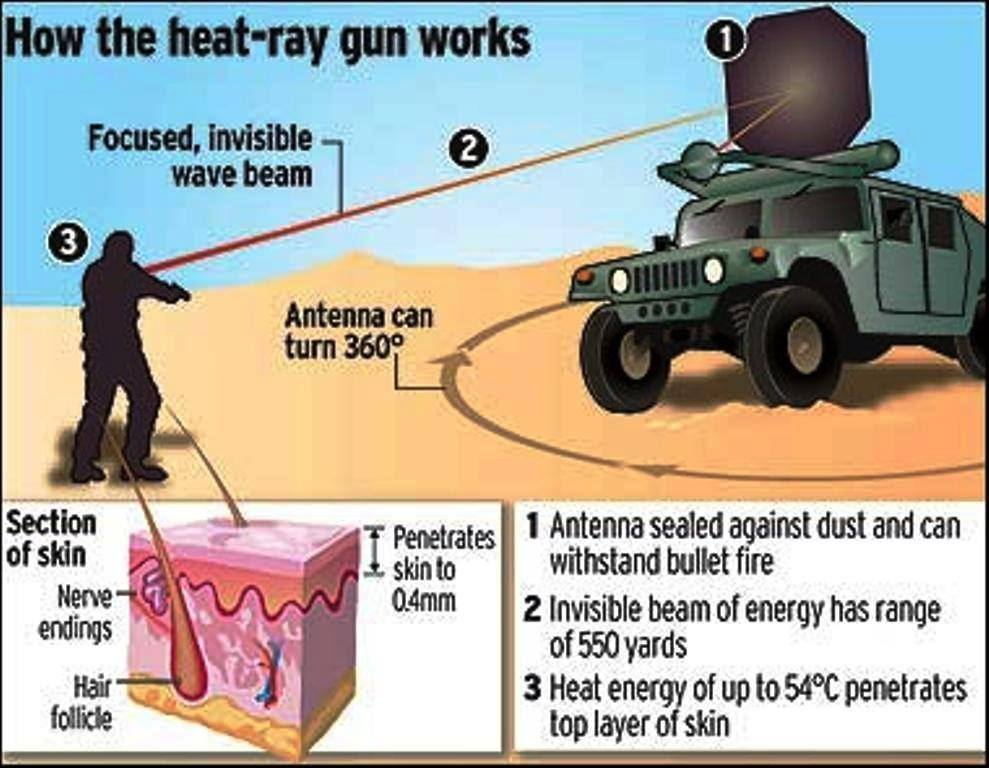 How the heat-ray gun works
1
Focused, invisible
wave beam
2
3
Antenna can
turn 360°
Section
of skin
Nerve
endings
Hair
follicle
Penetrates
skin to
0.4mm
1 Antenna sealed against dust and can
withstand bullet fire
2 Invisible beam of energy has range
of 550 yards
3 Heat energy of up to 54°C penetrates
top layer of skin